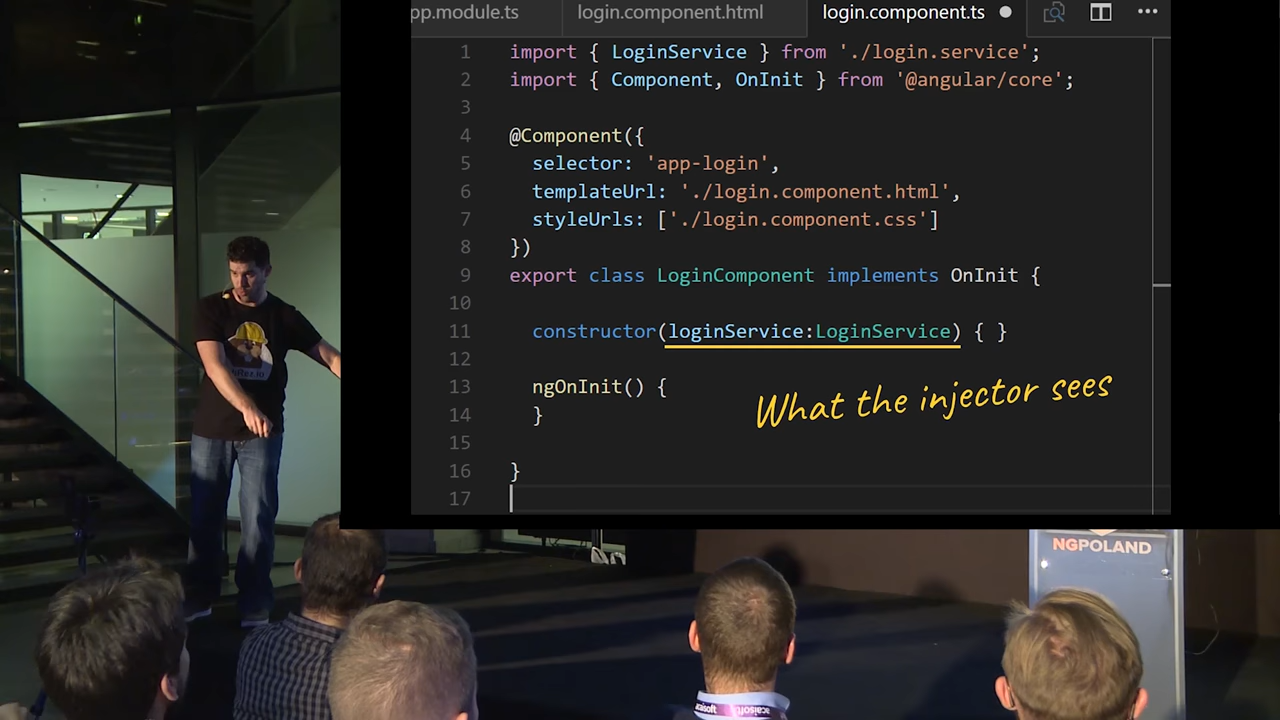 pp.module.ts login.component.html login.component.ts
1 import { LoginService } from './login.service';
2 import { Component, OnInit } from '@angular/core';
3
4 @Component({
5 selector: 'app-login',
6 templateUrl: './login.component.html',
7 styleUrls: ['./login.component.css']
8 })
9 export class LoginComponent implements OnInit {
10
11 constructor(loginService:LoginService) { }
12
13 ngOnInit() {
14 }
15
16 }
17
What the injector sees
NGPOLAND